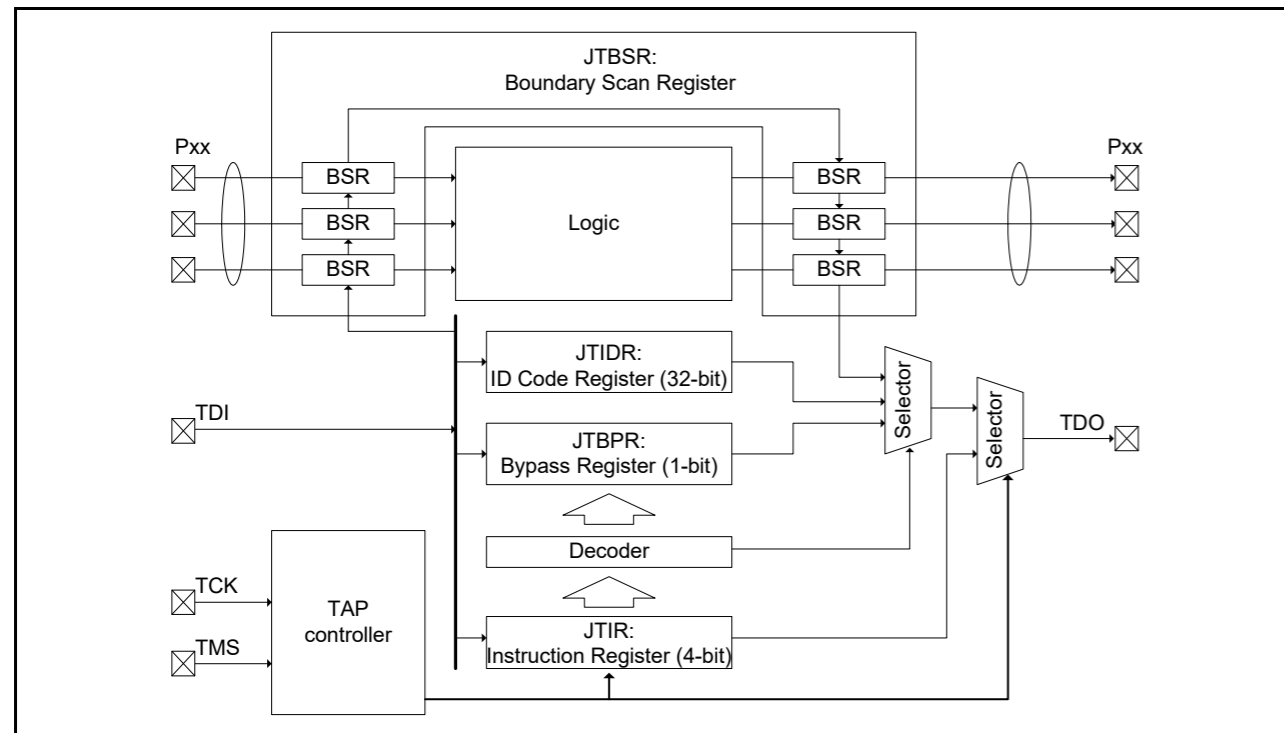 JTBSR:
Boundary Scan Register
Pxx
Pxx
BSR
BSR
BSR
BSR
BSR
BSR
Logic
JTIDR:
ID Code Register (32-bit)
TDI
JTBPR:
Bypass Register (1-bit)
Selector
Selector
TDO
Decoder
TCK
TMS
TAP
controller
JTIR:
Instruction Register (4-bit)